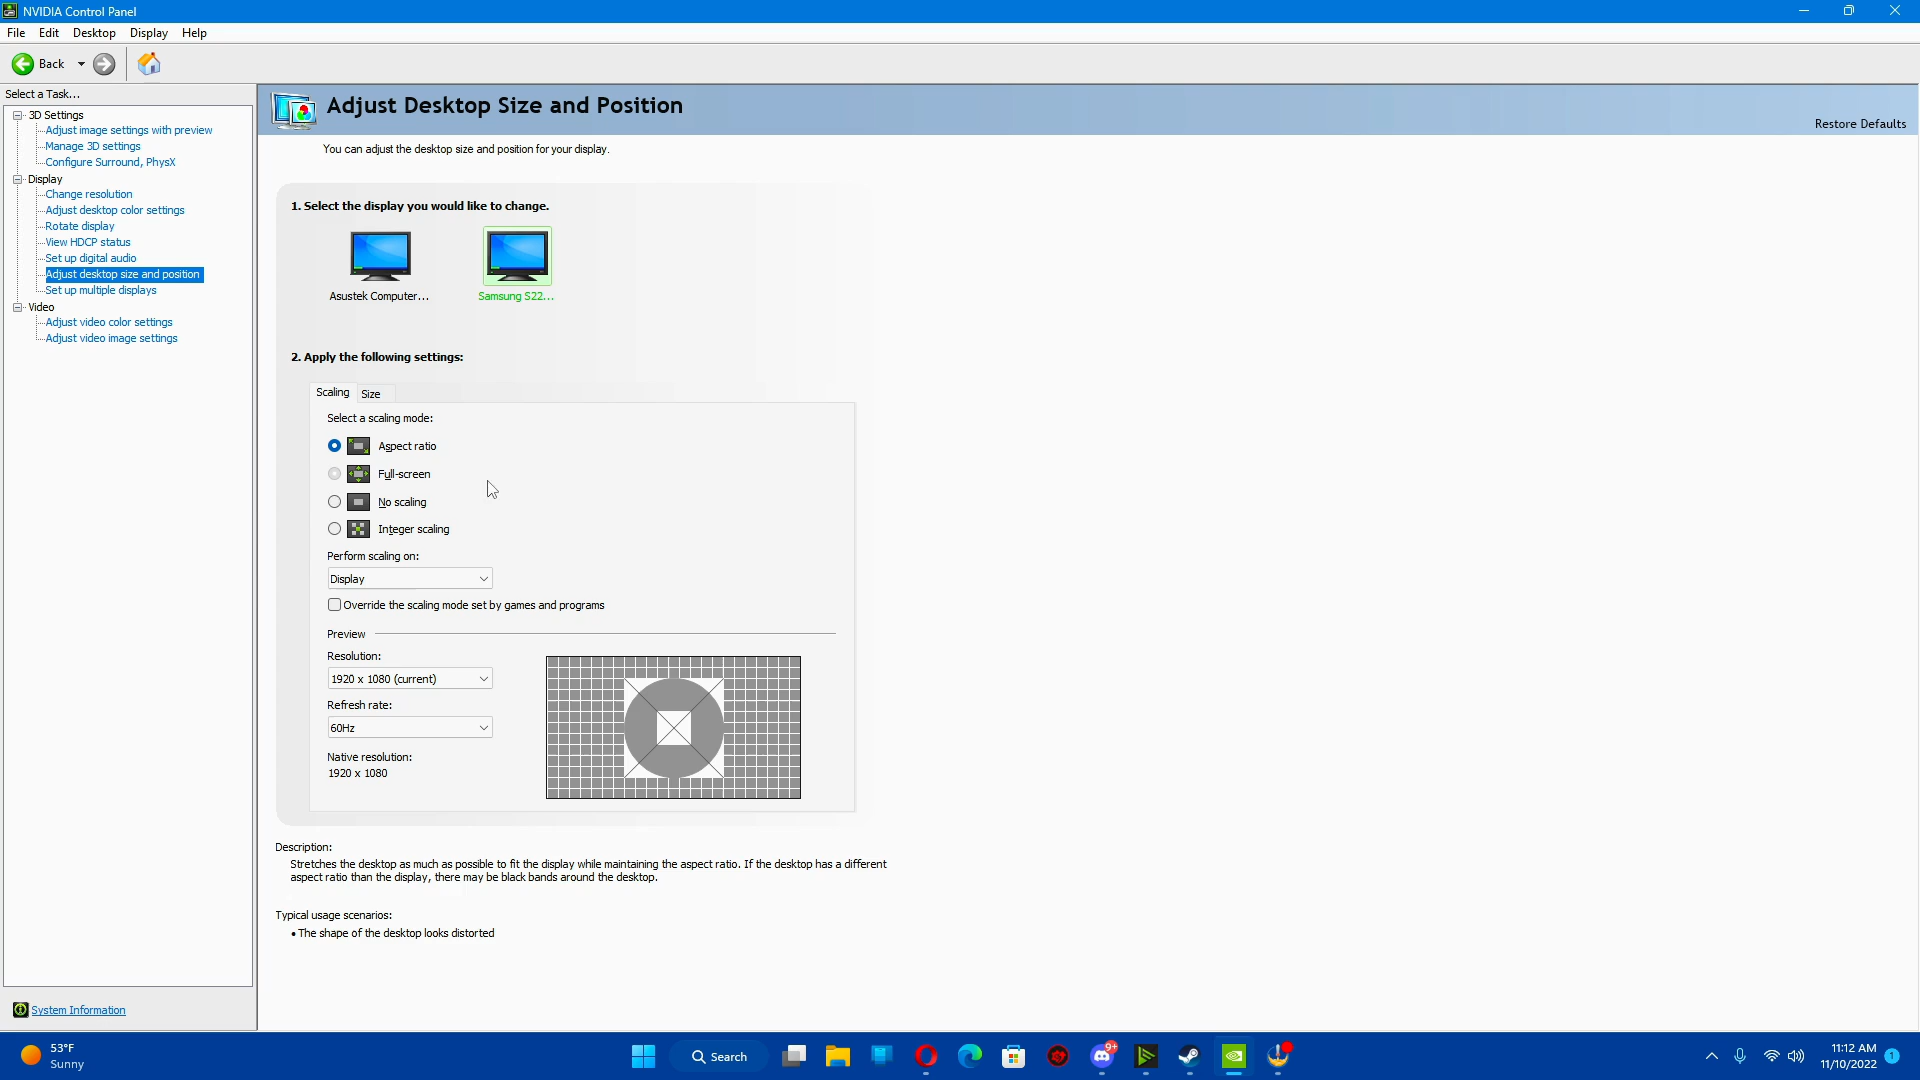 NVIDIA Control Panel
File Edit Desktop Display Help
Back
Select a Task...
3D Settings
Adjust image settings with preview
Manage 3D settings
Configure Surround, PhysX
Display
Change resolution
Adjust desktop color settings
Rotate display
View HDCP status
Set up digital audio
Adjust desktop size and position
Set up multiple displays
Video
Adjust video color settings
Adjust video image settings
System Information
Adjust Desktop Size and Position
Restore Defaults
You can adjust the desktop size and position for your display.
1. Select the display you would like to change.
Asustek Computer... Samsung S22...
2. Apply the following settings:
Scaling Size
Select a scaling mode:
Aspect ratio
Full-screen
No scaling
Integer scaling
Perform scaling on:
Display
Override the scaling mode set by games and programs
Preview
Resolution:
1920 x 1080 (current)
Refresh rate:
60Hz
Native resolution:
1920 x 1080
Description:
Stretches the desktop as much as possible to fit the display while maintaining the aspect ratio. If the desktop has a different
aspect ratio than the display, there may be black bands around the desktop.
Typical usage scenarios:
• The shape of the desktop looks distorted
53°F
Sunny
Search
9+
11:12 AM
11/10/2022
1